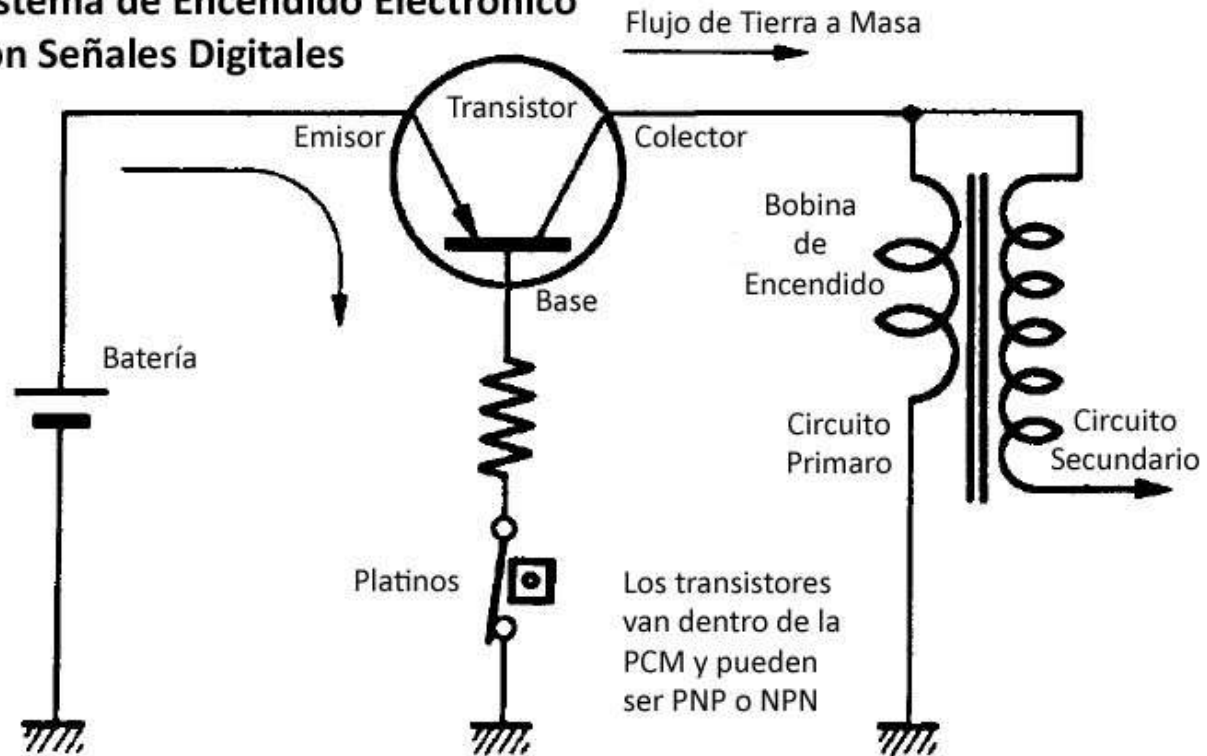 stema de Encendido Electrónico
on Señales Digitales
Flujo de Tierra a Masa
Transistor
Emisor
Colector
Base
Batería
Bobina
de
Encendido
Circuito
Primaro
Circuito
Secundario
Platinos
Los transistores
van dentro de la
PCM y pueden
ser PNP o NPN